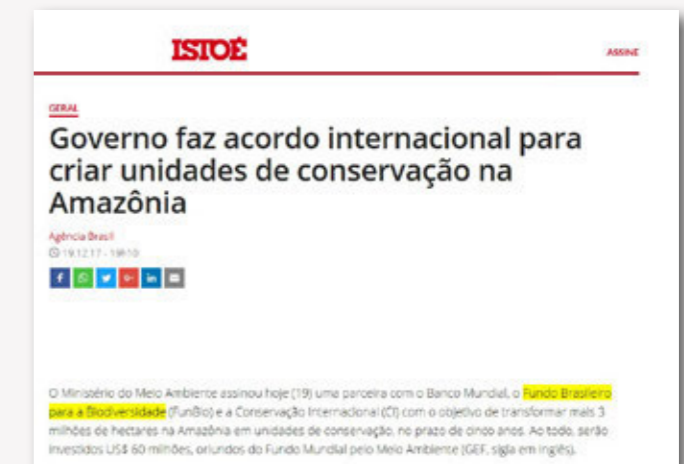 ISTOÉ
ASSINE
GERAL
Governo faz acordo internacional para
criar unidades de conservação na
Amazônia
Agência Brasil
19.12.17 - 19h10
O Ministério do Meio Ambiente assinou hoje (19) uma parceira com o Banco Mundial, o Fundo Brasileiro
para a Biodiversidade (FunBio) e a Conservação Internacional (CI) com o objetivo de transformar mais 3
milhões de hectares na Amazônia em unidades de conservação, no prazo de cinco anos. Ao todo, serão
investidos US$ 60 milhões, oriundos do Fundo Mundial pelo Meio Ambiente (GEF, sigla em inglês).